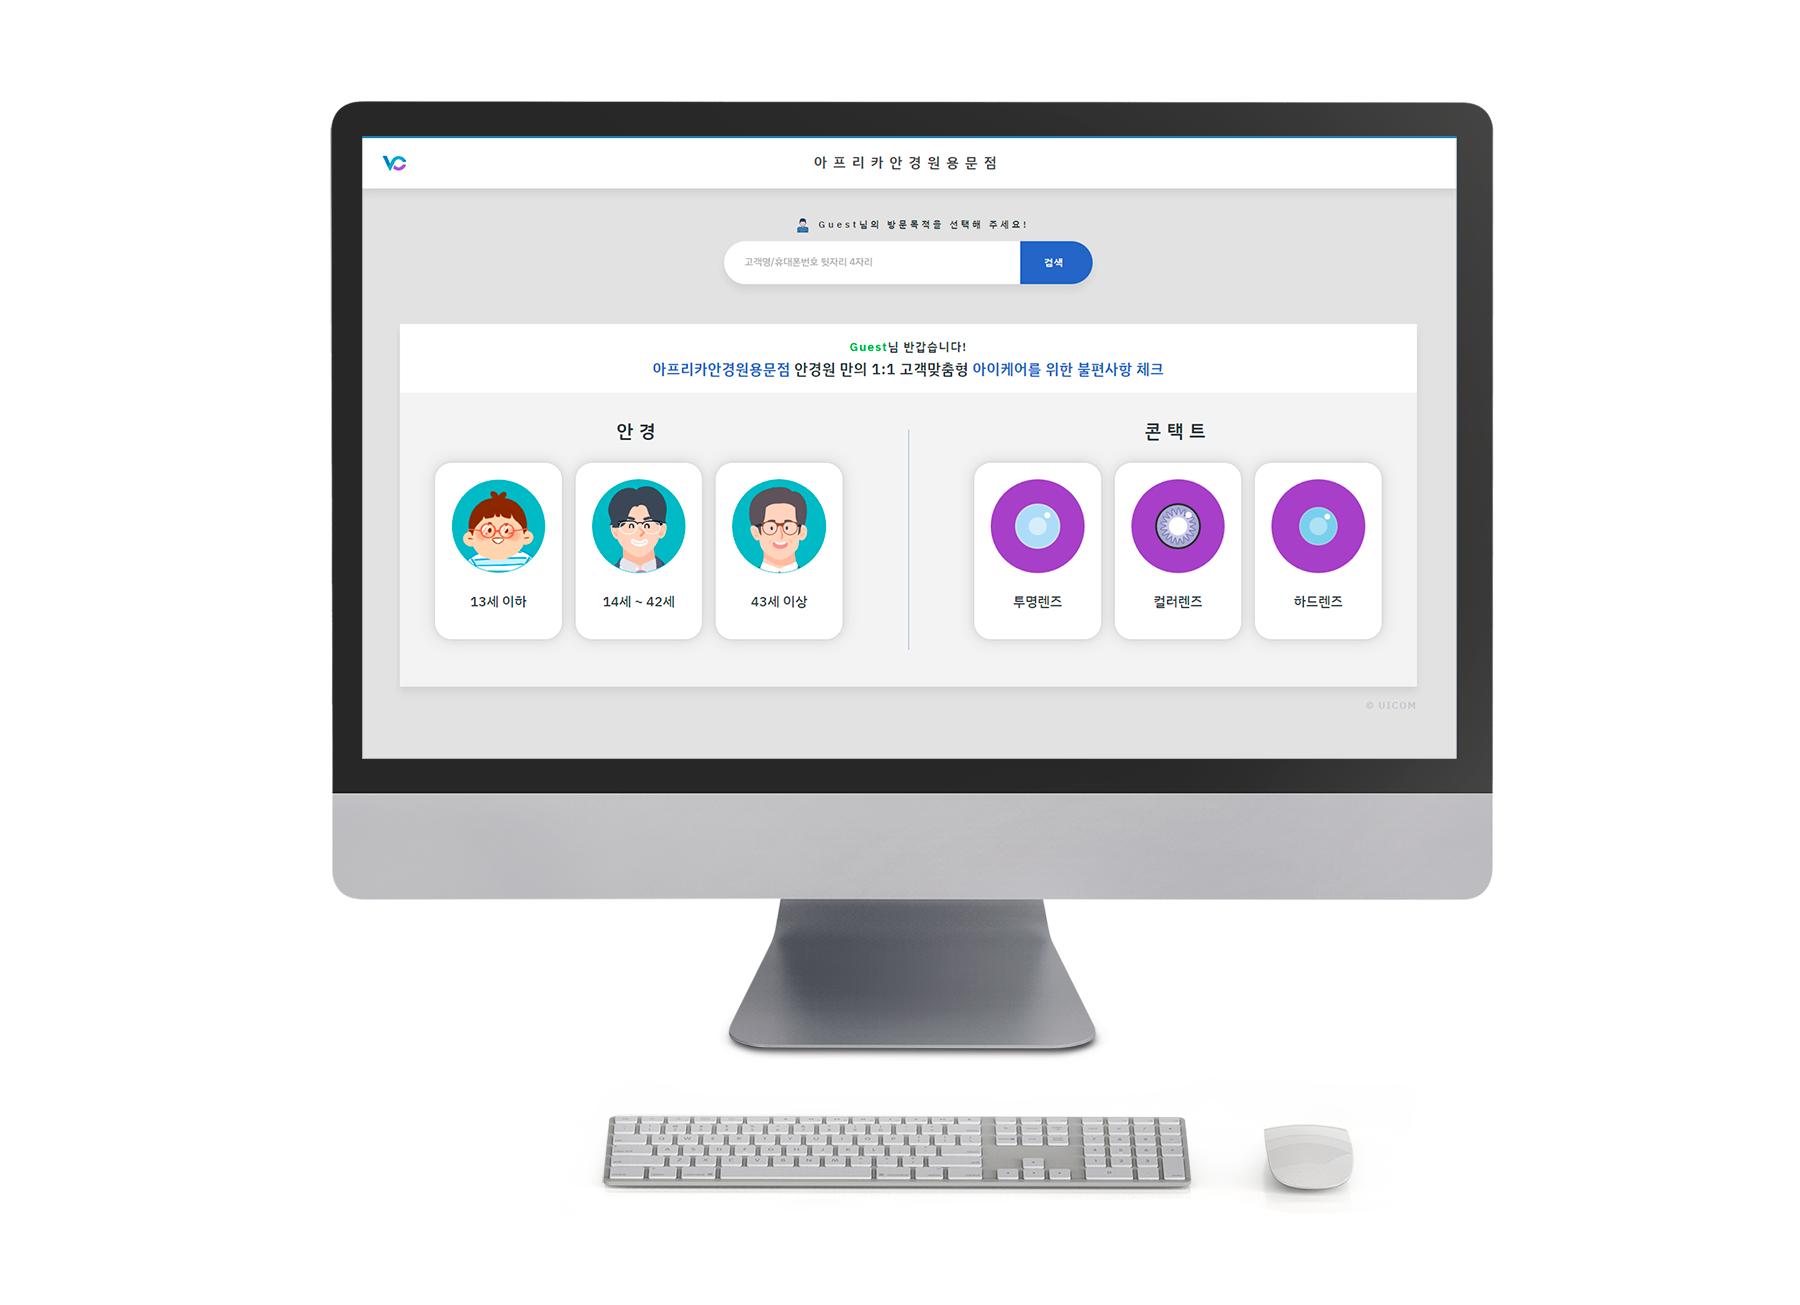 VC
아프리카안경원용문점
Guest님의 방문목적을 선택해 주세요!
고객명/휴대폰번호 뒷자리 4자리
검색
Guest님 반갑습니다!
아프리카안경원용문점 안경원 만의 1:1 고객맞춤형 아이케어를 위한 불편사항 체크
안경
콘택트
13세 이하
14세 ~ 42세
43세 이상
투명렌즈
컬러렌즈
하드렌즈
© UICOM